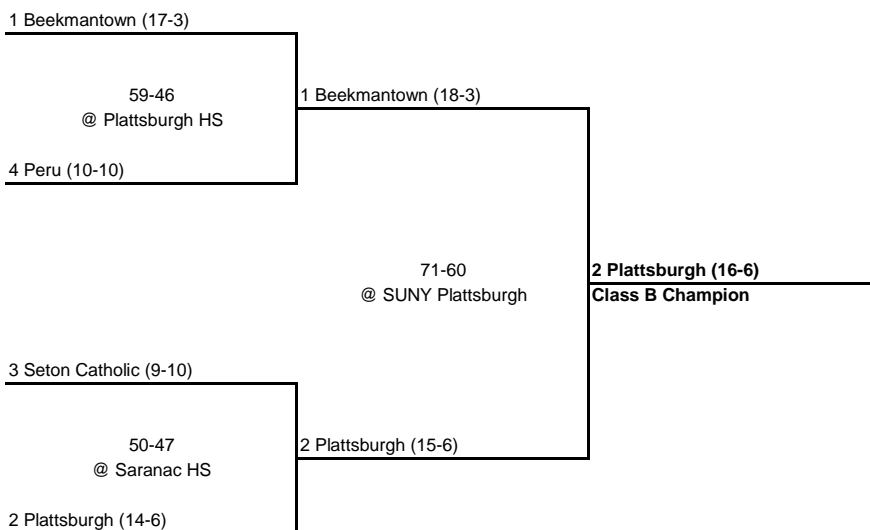 1 Beekmantown (17-3)
59-46
@ Plattsburgh HS
1 Beekmantown (18-3)
4 Peru (10-10)
71-60
@ SUNY Plattsburgh
2 Plattsburgh (16-6)
Class B Champion
3 Seton Catholic (9-10)
50-47
@ Saranac HS
2 Plattsburgh (15-6)
2 Plattsburgh (14-6)